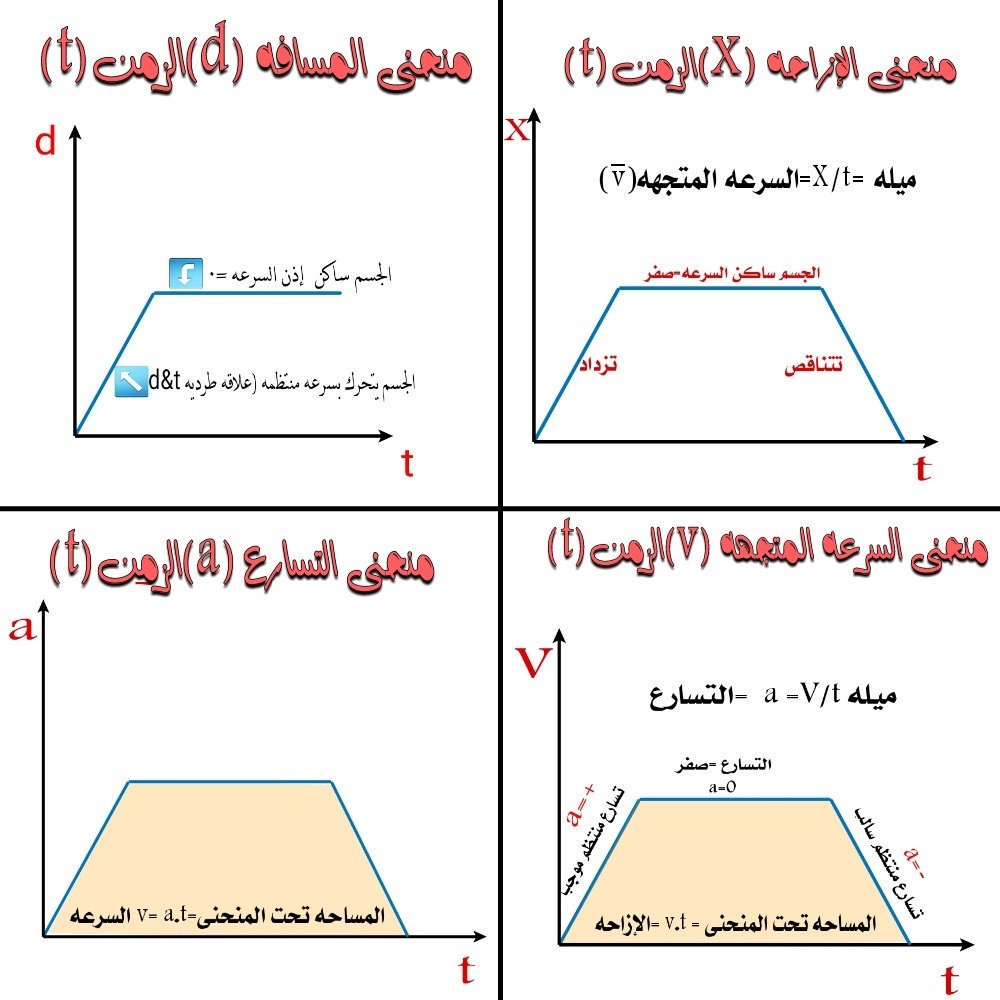 منحنى المسافه (d)الزمن(t)
d
الجسم ساكن إذن السرعه =٠
الجسم يتحرك بسرعه منتظمه (علاقه طرديه d&t
t
منحنى الإزاحه (X)الزمن(t)
X
ميله =X/t=السرعه المتجهه(v̅)
الجسم ساكن السرعه=صفر
تزداد
تتناقص
t
منحنى التسارع (a)الزمن(t)
a
المساحه تحت المنحنى=v= a.t السرعه
t
منحنى السرعه المتجهه (v)الزمن(t)
V
ميله a =V/t =التسارع
التسارع =صفر
a=0
a=+
تسارع منتظم موجب
a=-
تسارع منتظم سالب
المساحه تحت المنحنى = v.t =الإزاحه
t